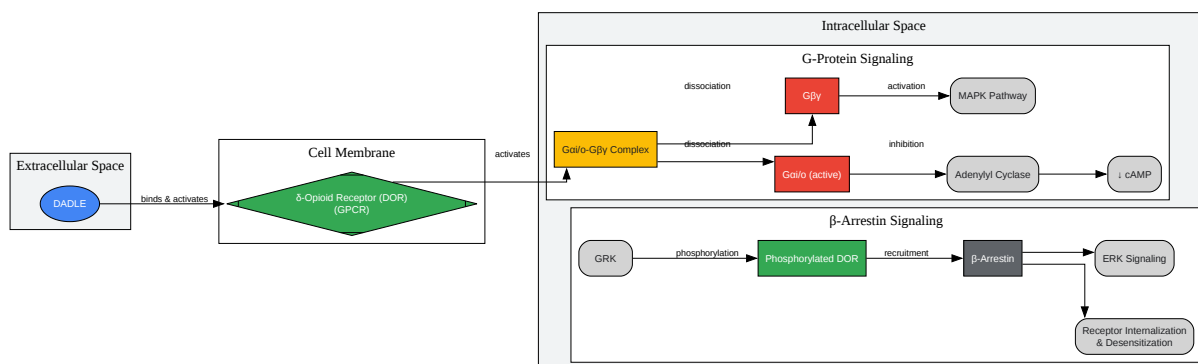 Intracellular Space
G-Protein Signaling
dissociation
Gβγ
activation
MAPK Pathway
Gαi/o-Gβγ Complex
dissociation
Gαi/o (active)
inhibition
Adenylyl Cyclase
↓ cAMP
activates
Cell Membrane
δ-Opioid Receptor (DOR)
(GPCR)
Extracellular Space
DADLE
binds & activates
β-Arrestin Signaling
GRK
phosphorylation
Phosphorylated DOR
recruitment
β-Arrestin
ERK Signaling
Receptor Internalization
& Desensitization